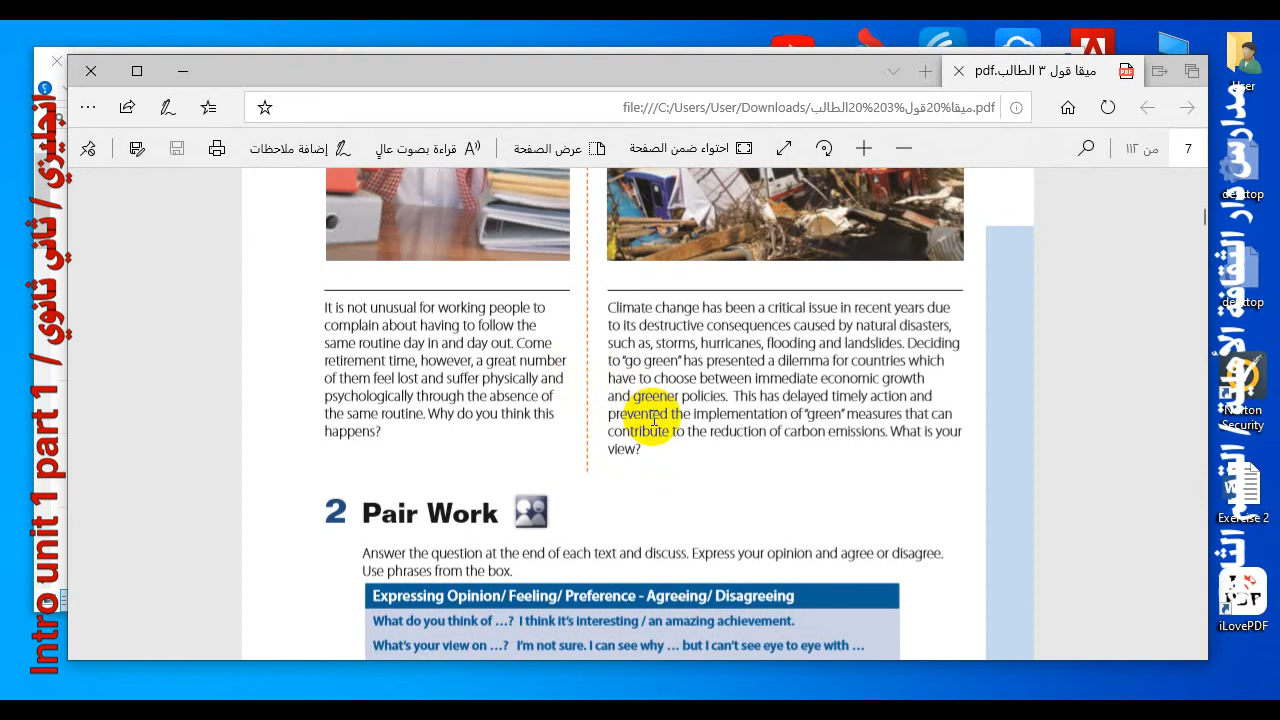 User
desktop
desktop
Norton
Security
W
Exercise 2
PDF
iLovePDF
انجليزي / ثاني ثانوي / Intro unit 1 part 1
ميقا قول ٣ الطالب.pdf
PDF
file:///C:/Users/User/Downloads/ميقا%20قول%203%20الطالب.pdf
7
من ١١٢
احتواء ضمن الصفحة
عرض الصفحة
قراءة بصوت عالٍ
إضافة ملاحظات
It is not unusual for working people to
complain about having to follow the
same routine day in and day out. Come
retirement time, however, a great number
of them feel lost and suffer physically and
psychologically through the absence of
the same routine. Why do you think this
happens?
Climate change has been a critical issue in recent years due
to its destructive consequences caused by natural disasters,
such as, storms, hurricanes, flooding and landslides. Deciding
to “go green” has presented a dilemma for countries which
have to choose between immediate economic growth
and greener policies. This has delayed timely action and
prevented the implementation of “green” measures that can
contribute to the reduction of carbon emissions. What is your
view?
2 Pair Work
Answer the question at the end of each text and discuss. Express your opinion and agree or disagree.
Use phrases from the box.
Expressing Opinion/ Feeling/ Preference - Agreeing/ Disagreeing
What do you think of ...? I think it’s interesting / an amazing achievement.
What’s your view on ...? I’m not sure. I can see why ... but I can’t see eye to eye with ...